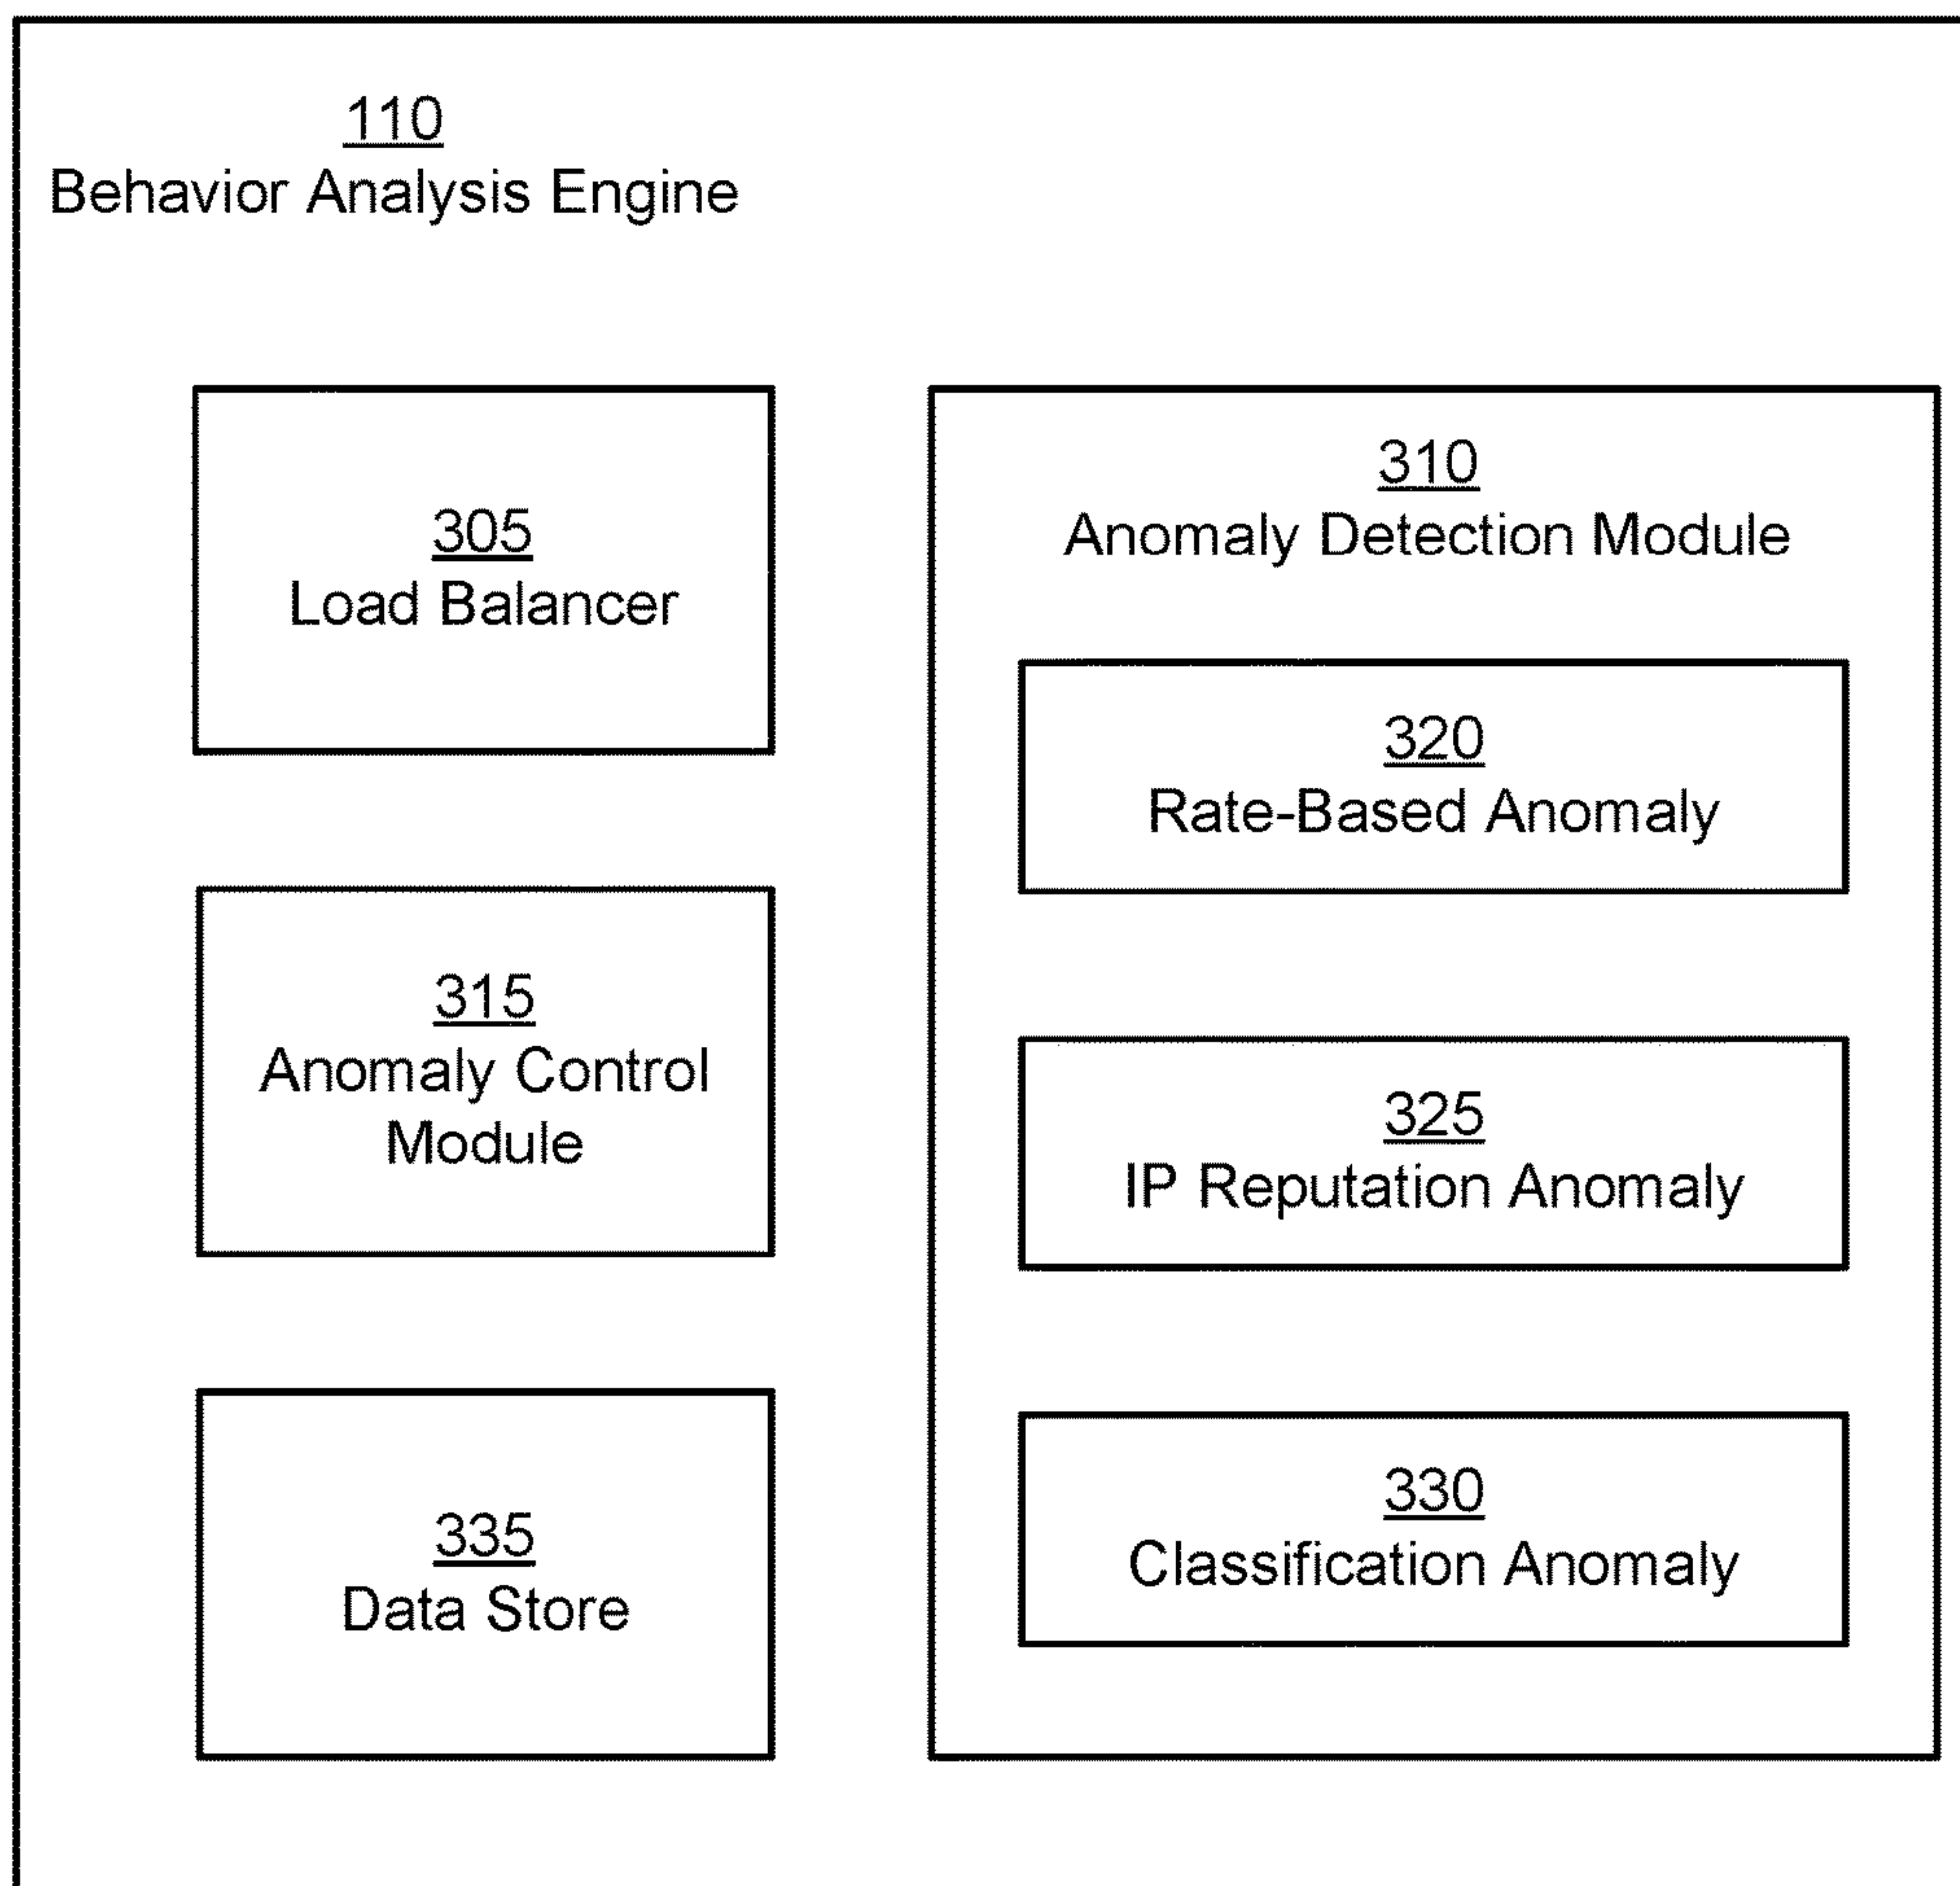 110
Behavior Analysis Engine
305
Load Balancer
315
Anomaly Control
Module
335
Data Store
310
Anomaly Detection Module
320
Rate-Based Anomaly
325
IP Reputation Anomaly
330
Classification Anomaly